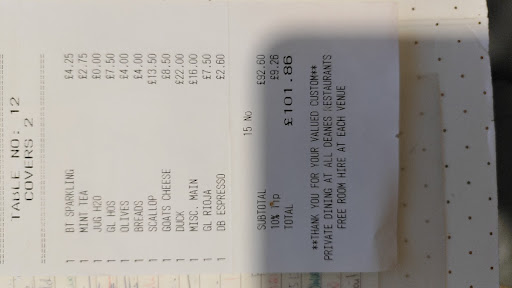 TABLE NO: 12
COVERS 2
1 BT SPARKLING £4.25
1 MINT TEA £2.75
1 JUG H2O £0.00
1 GL HOS £7.50
1 OLIVES £4.00
1 BREADS £4.00
1 SCALLOP £13.50
1 GOATS CHEESE £8.50
1 DUCK £22.00
1 MISC. MAIN £16.00
1 GL RIOJA £7.50
1 DB ESPRESSO £2.60
15 No
SUBTOTAL £92.60
10% £9.26
TOTAL £101.86
**THANK YOU FOR YOUR VALUED CUSTOM**
PRIVATE DINING AT ALL DEANES RESTAURANTS
FREE ROOM HIRE AT EACH VENUE